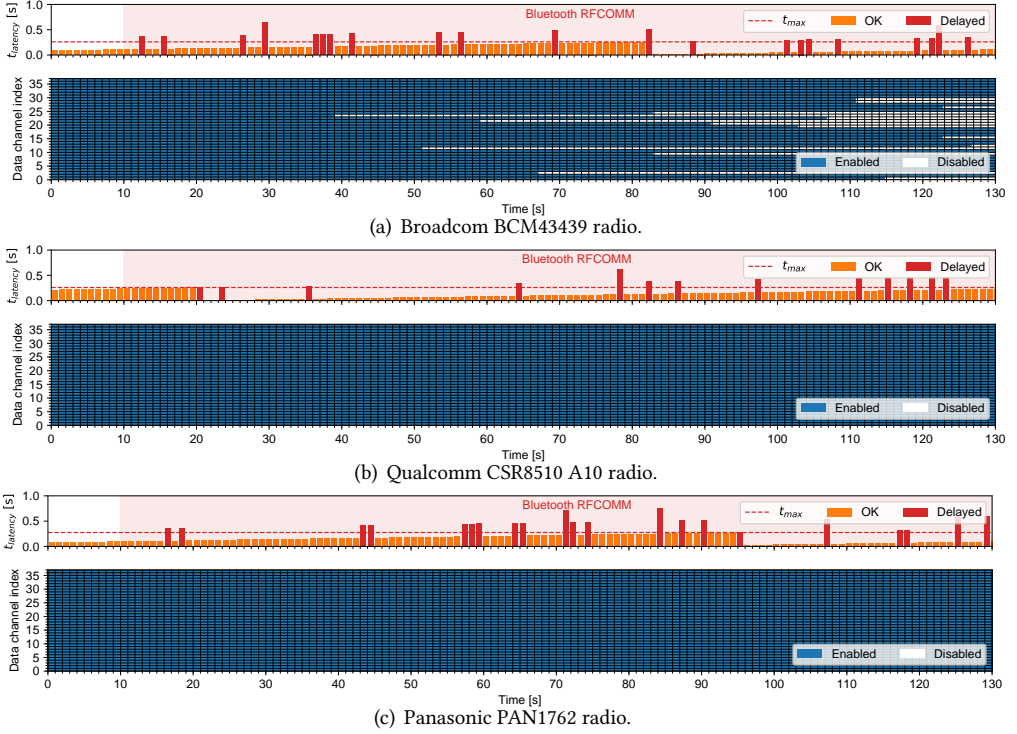 Bluetooth RFCOMM
t_max OK Delayed
t_latency [s]
1.0
0.5
0.0
Data channel index
35
30
25
20
15
10
5
0
Enabled Disabled
0 10 20 30 40 50 60 70 80 90 100 110 120 130
Time [s]
(a) Broadcom BCM43439 radio.
Bluetooth RFCOMM
t_max OK Delayed
t_latency [s]
1.0
0.5
0.0
Data channel index
35
30
25
20
15
10
5
0
Enabled Disabled
0 10 20 30 40 50 60 70 80 90 100 110 120 130
Time [s]
(b) Qualcomm CSR8510 A10 radio.
Bluetooth RFCOMM
t_max OK Delayed
t_latency [s]
1.0
0.5
0.0
Data channel index
35
30
25
20
15
10
5
0
Enabled Disabled
0 10 20 30 40 50 60 70 80 90 100 110 120 130
Time [s]
(c) Panasonic PAN1762 radio.